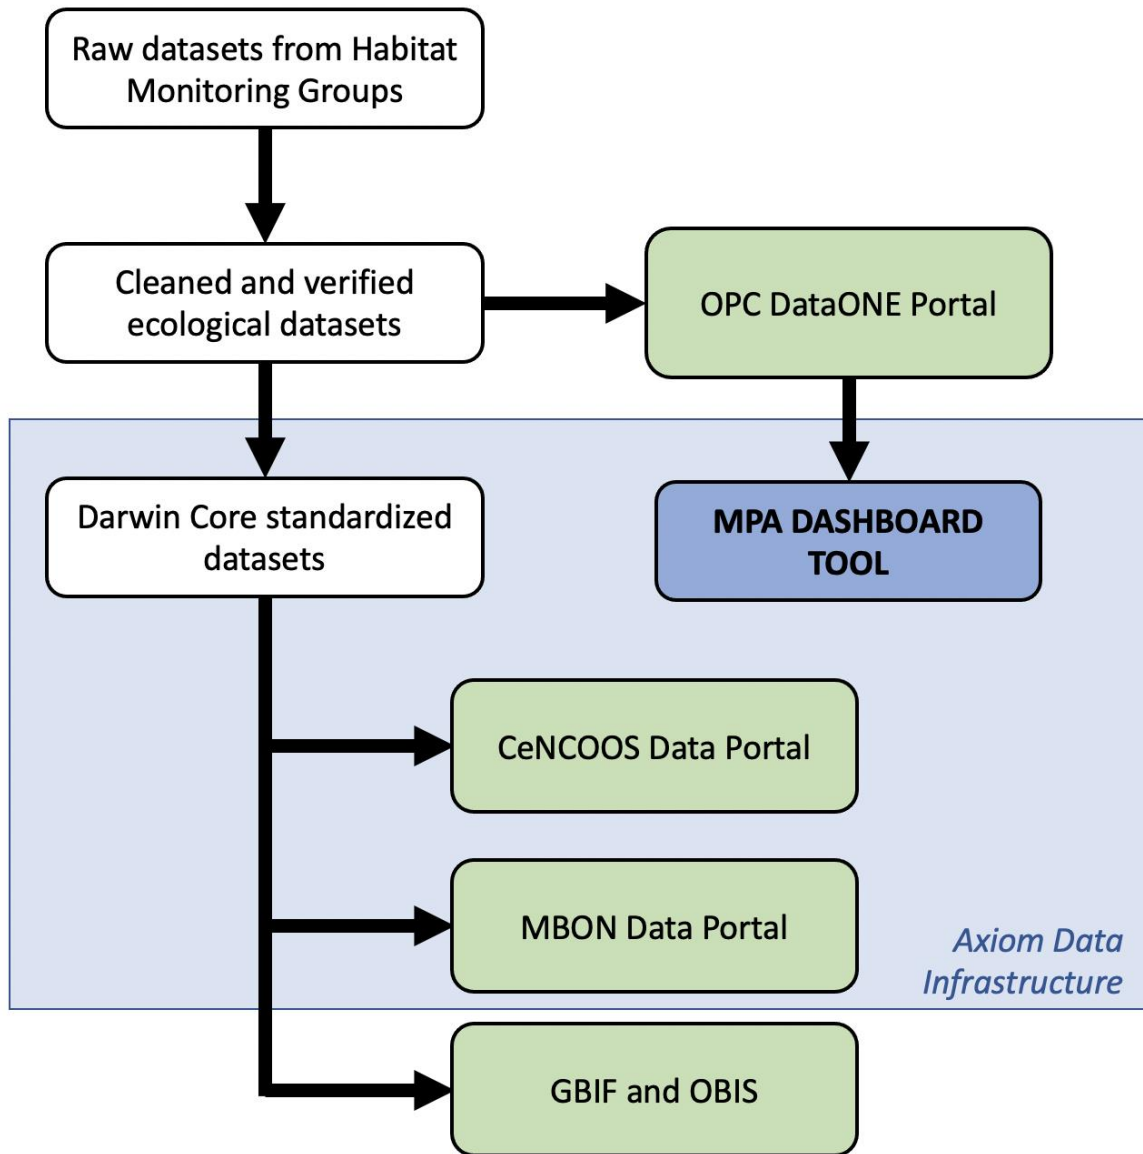 Raw datasets from Habitat
Monitoring Groups
Cleaned and verified
ecological datasets
OPC DataONE Portal
Darwin Core standardized
datasets
MPA DASHBOARD
TOOL
CeNCOOS Data Portal
MBON Data Portal
Axiom Data
Infrastructure
GBIF and OBIS